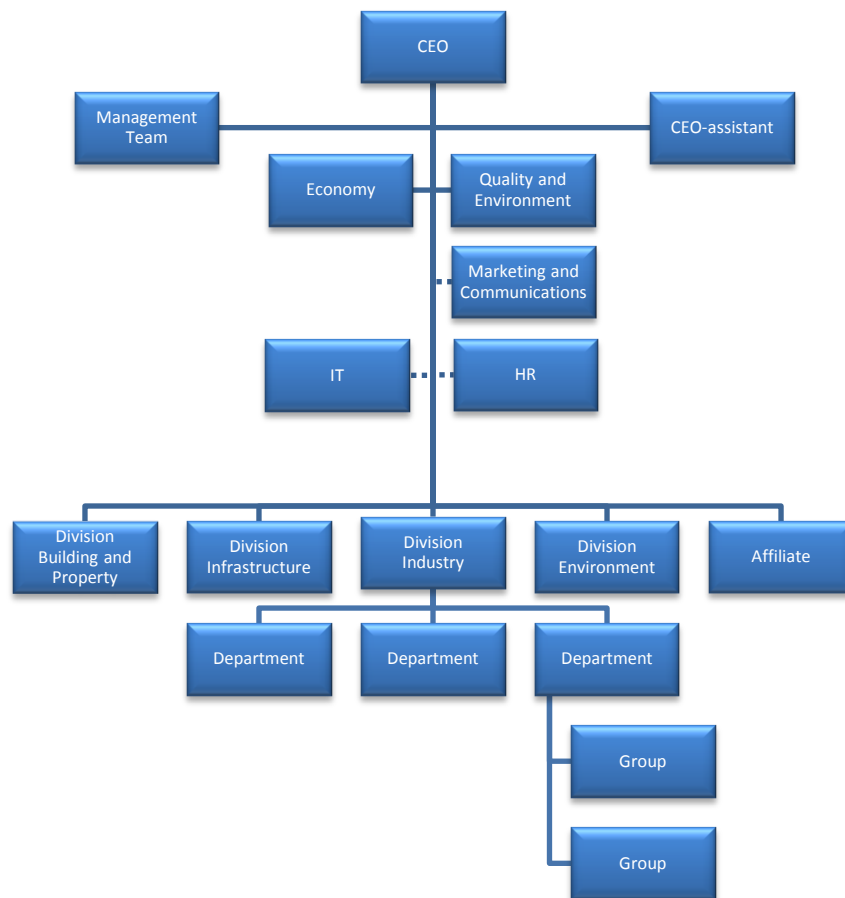 CEO
Management
Team
CEO-assistant
Economy
Quality and
Environment
Marketing and
Communications
IT
HR
Division
Building and
Property
Division
Infrastructure
Division
Industry
Division
Environment
Affiliate
Department
Department
Department
Group
Group